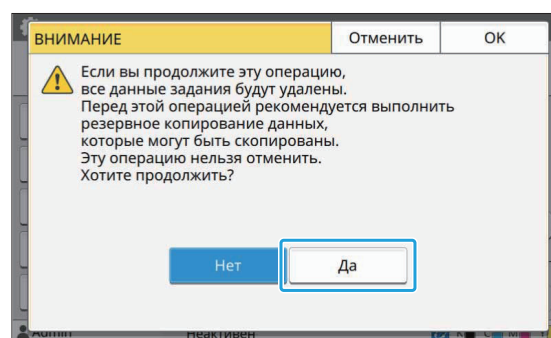 ВНИМАНИЕ
Отменить
OK
Если вы продолжите эту операцию,
все данные задания будут удалены.
Перед этой операцией рекомендуется выполнить
резервное копирование данных,
которые могут быть скопированы.
Эту операцию нельзя отменить.
Хотите продолжить?
Нет
Да
Admin
Неактивен